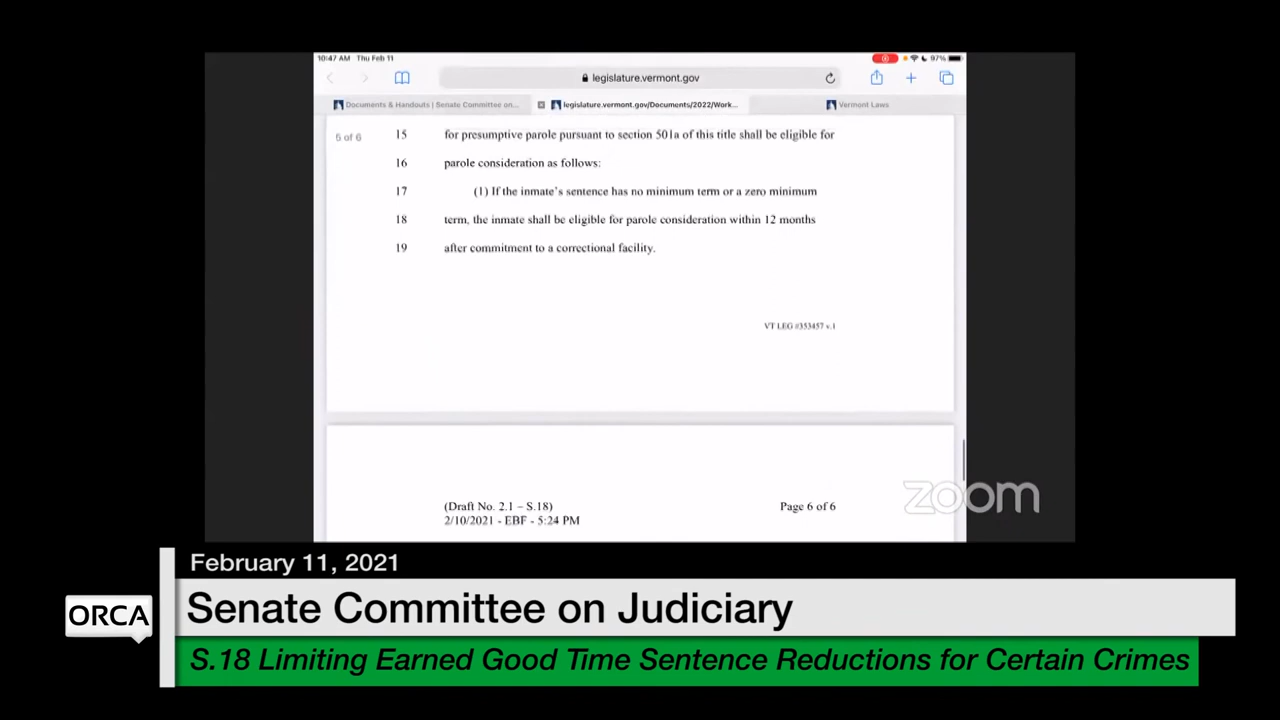 10:47 AM Thu Feb 11
97%
legislature.vermont.gov
Documents & Handouts | Senate Committee on...
legislature.vermont.gov/Documents/2022/Work...
Vermont Laws
5 of 6
15 for presumptive parole pursuant to section 501a of this title shall be eligible for
16 parole consideration as follows:
17 (1) If the inmate's sentence has no minimum term or a zero minimum
18 term, the inmate shall be eligible for parole consideration within 12 months
19 after commitment to a correctional facility.
VT LEG #353457 v.1
(Draft No. 2.1 – S.18) Page 6 of 6
2/10/2021 - EBF - 5:24 PM
zoom
February 11, 2021
ORCA
Senate Committee on Judiciary
S.18 Limiting Earned Good Time Sentence Reductions for Certain Crimes